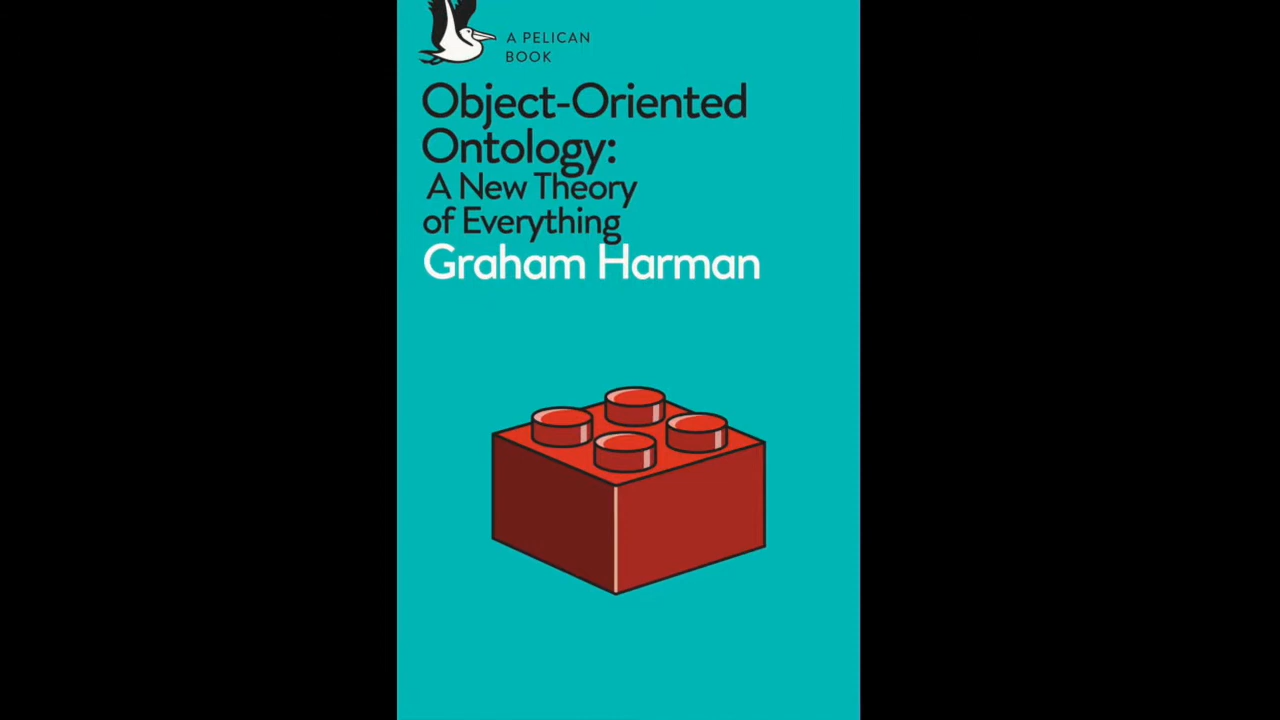 A PELICAN
BOOK
Object-Oriented
Ontology:
A New Theory
of Everything
Graham Harman